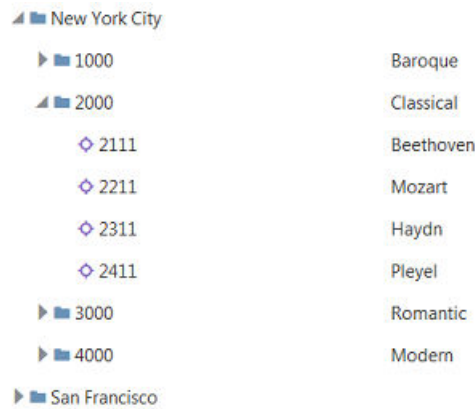 New York City
1000 Baroque
2000 Classical
2111 Beethoven
2211 Mozart
2311 Haydn
2411 Pleyel
3000 Romantic
4000 Modern
San Francisco